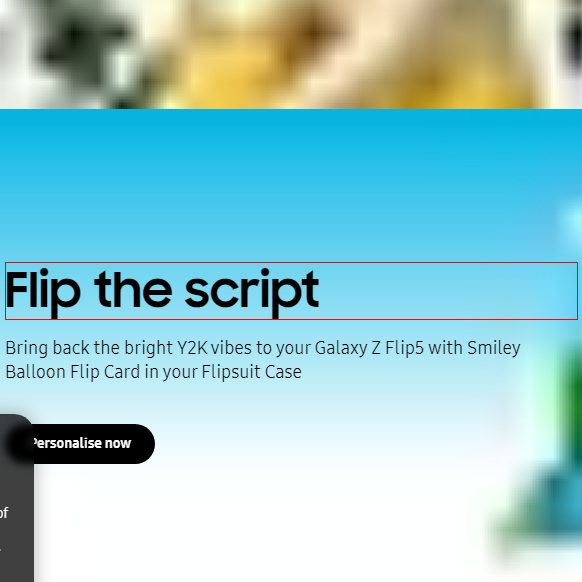 Flip the script
Bring back the bright Y2K vibes to your Galaxy Z Flip5 with Smiley
Balloon Flip Card in your Flipsuit Case
Personalise now
of